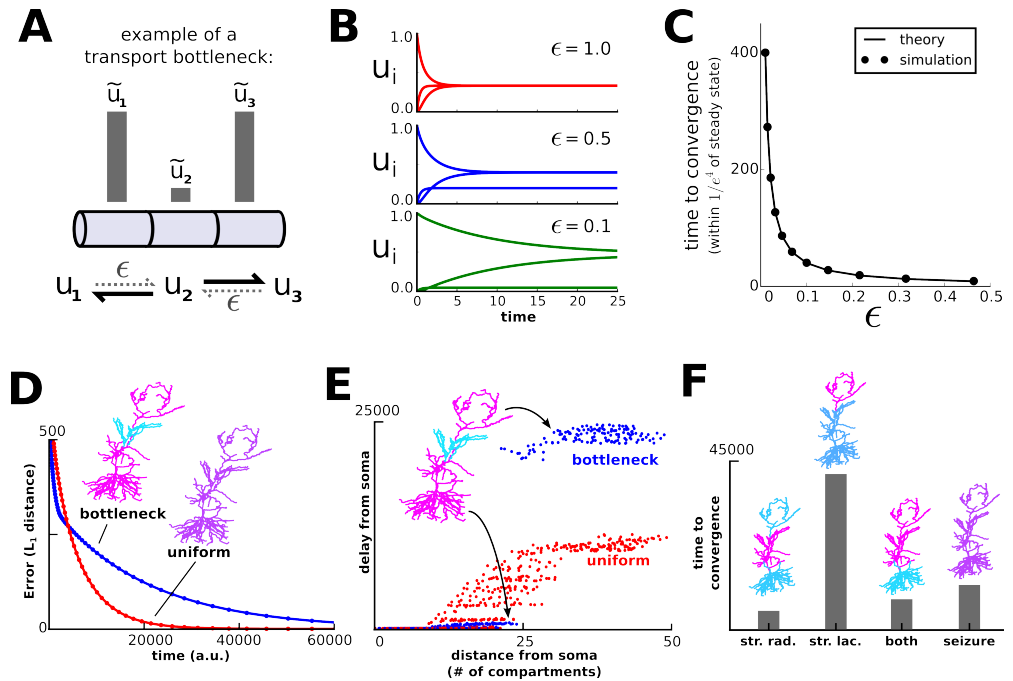 A
example of a
transport bottleneck:
ũ1
ũ2
ũ3
ϵ
u1 u2 u3
ϵ
B
1.0
ui
0.0
ϵ = 1.0
1.0
ui
0.0
ϵ = 0.5
1.0
ui
0.0
ϵ = 0.1
0 5 10 15 20 25
time
C
time to convergence
(within 1/e⁴ of steady state)
400
200
0
theory
simulation
0 0.1 0.2 0.3 0.4 0.5
ϵ
D
Error (L1 distance)
500
0
bottleneck
uniform
20000 40000 60000
time (a.u.)
E
delay from soma
25000
bottleneck
uniform
0 25 50
distance from soma
(# of compartments)
F
45000
time to
convergence
str. rad. str. lac. both seizure